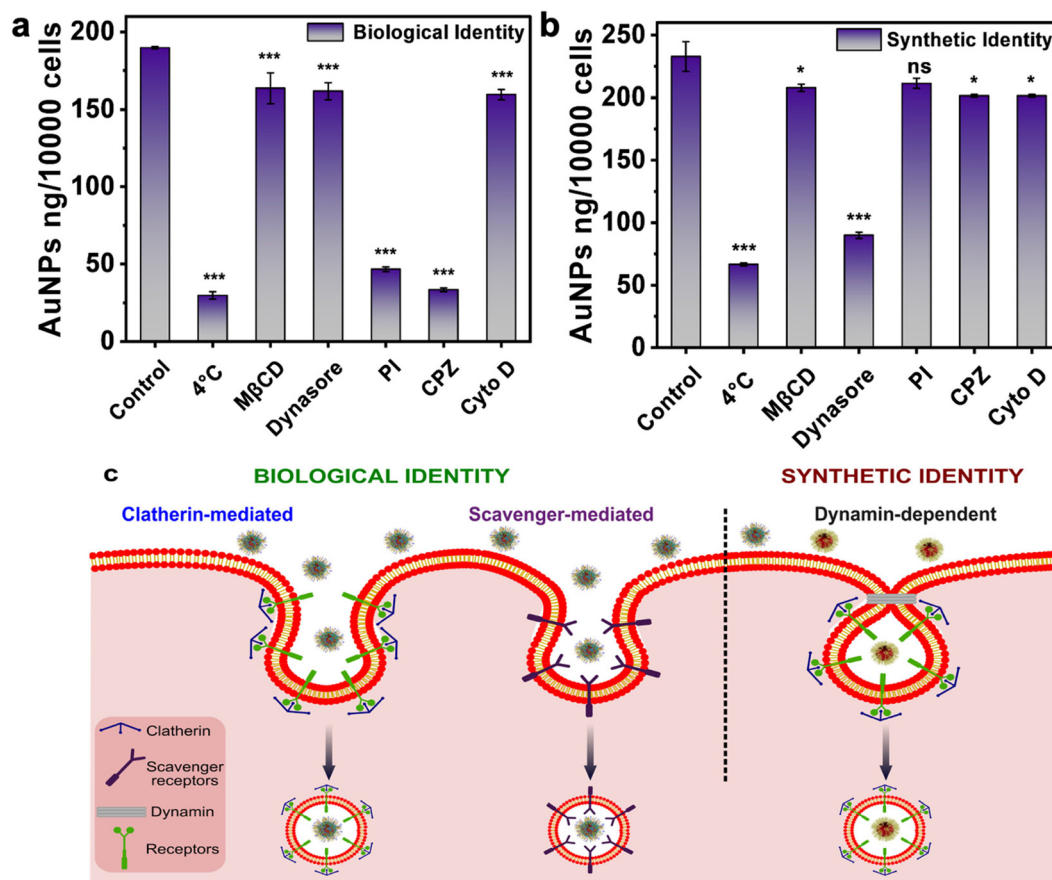 a
Biological Identity
AuNPs ng/10000 cells
200
150
100
50
0
***
***
***
***
***
***
Control
4°C
MβCD
Dynasore
PI
CPZ
Cyto D
b
Synthetic Identity
AuNPs ng/10000 cells
250
200
150
100
50
0
***
*
***
ns
*
*
Control
4°C
MβCD
Dynasore
PI
CPZ
Cyto D
c
BIOLOGICAL IDENTITY
SYNTHETIC IDENTITY
Clatherin-mediated
Scavenger-mediated
Dynamin-dependent
Clatherin
Scavenger
receptors
Dynamin
Receptors